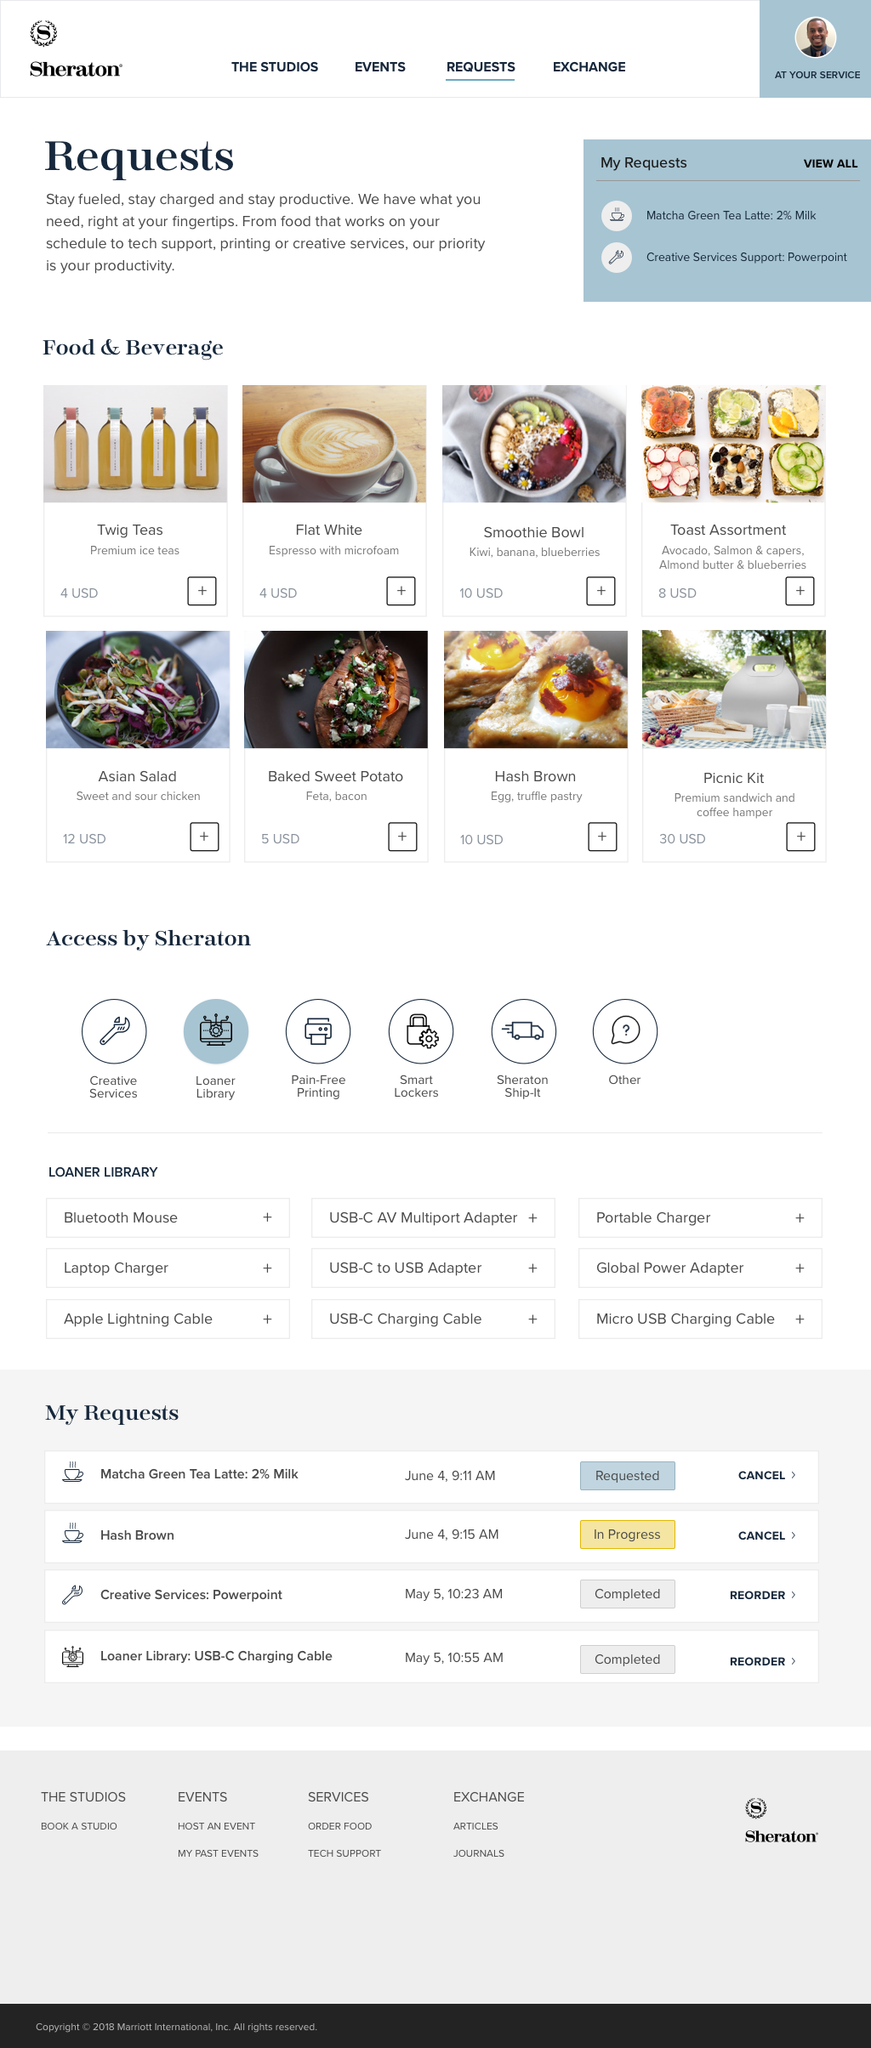 S
Sheraton®
THE STUDIOS
EVENTS
REQUESTS
EXCHANGE
AT YOUR SERVICE
Requests
Stay fueled, stay charged and stay productive. We have what you
need, right at your fingertips. From food that works on your
schedule to tech support, printing or creative services, our priority
is your productivity.
My Requests
VIEW ALL
Matcha Green Tea Latte: 2% Milk
Creative Services Support: Powerpoint
Food & Beverage
Twig Teas
Premium ice teas
4 USD
+
Flat White
Espresso with microfoam
4 USD
+
Smoothie Bowl
Kiwi, banana, blueberries
10 USD
+
Toast Assortment
Avocado, Salmon & capers,
Almond butter & blueberries
8 USD
+
Asian Salad
Sweet and sour chicken
12 USD
+
Baked Sweet Potato
Feta, bacon
5 USD
+
Hash Brown
Egg, truffle pastry
10 USD
+
Picnic Kit
Premium sandwich and
coffee hamper
30 USD
+
Access by Sheraton
Creative
Services
Loaner
Library
Pain-Free
Printing
Smart
Lockers
Sheraton
Ship-It
?
Other
LOANER LIBRARY
Bluetooth Mouse +
USB-C AV Multiport Adapter +
Portable Charger +
Laptop Charger +
USB-C to USB Adapter +
Global Power Adapter +
Apple Lightning Cable +
USB-C Charging Cable +
Micro USB Charging Cable +
My Requests
Matcha Green Tea Latte: 2% Milk June 4, 9:11 AM Requested CANCEL >
Hash Brown June 4, 9:15 AM In Progress CANCEL >
Creative Services: Powerpoint May 5, 10:23 AM Completed REORDER >
Loaner Library: USB-C Charging Cable May 5, 10:55 AM Completed REORDER >
THE STUDIOS
BOOK A STUDIO
EVENTS
HOST AN EVENT
MY PAST EVENTS
SERVICES
ORDER FOOD
TECH SUPPORT
EXCHANGE
ARTICLES
JOURNALS
S
Sheraton®
Copyright © 2018 Marriott International, Inc. All rights reserved.